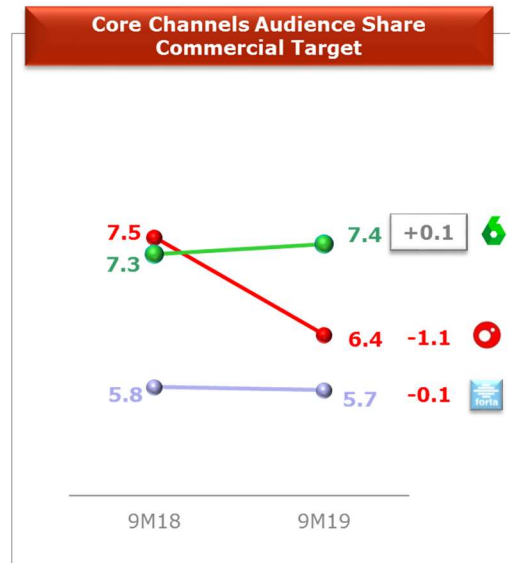 Core Channels Audience Share
Commercial Target
7.5
7.3
7.4 +0.1 6
6.4 -1.1
5.8
5.7 -0.1 forta
9M18 9M19